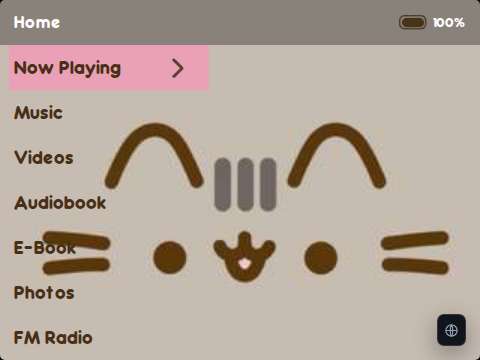 Home
100%
Now Playing
Music
Videos
Audiobook
E-Book
Photos
FM Radio